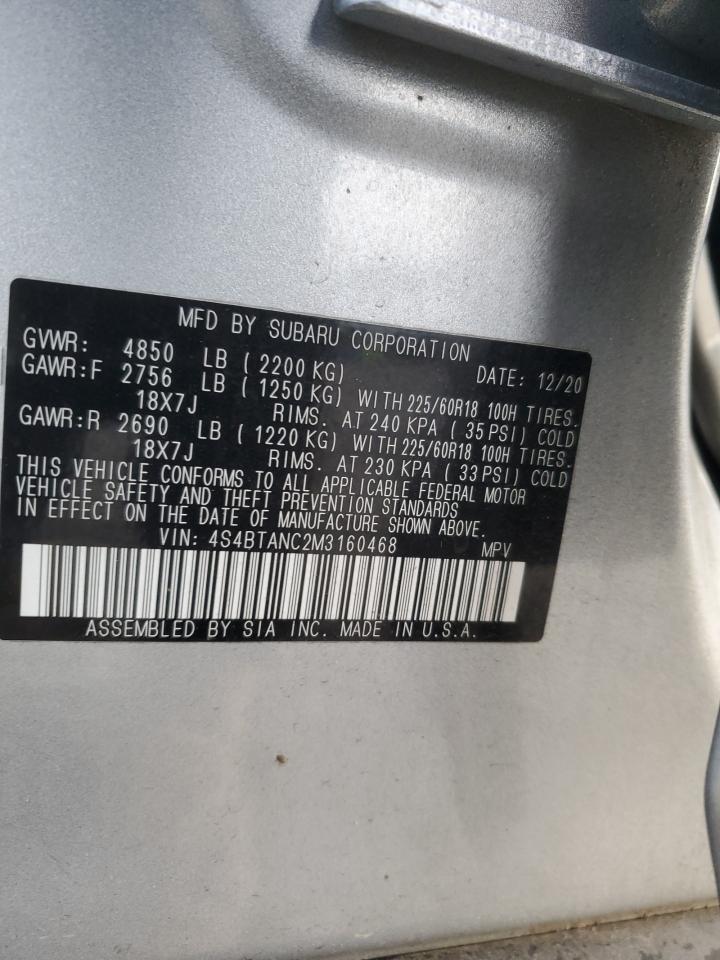 MFD BY SUBARU CORPORATION
GVWR: 4850 LB ( 2200 KG) DATE: 12/20
GAWR:F 2756 LB ( 1250 KG) WITH 225/60R18 100H TIRES.
18X7J RIMS. AT 240 KPA ( 35 PSI) COLD
GAWR:R 2690 LB ( 1220 KG) WITH 225/60R18 100H TIRES.
18X7J RIMS. AT 230 KPA ( 33 PSI) COLD
THIS VEHICLE CONFORMS TO ALL APPLICABLE FEDERAL MOTOR
VEHICLE SAFETY AND THEFT PREVENTION STANDARDS
IN EFFECT ON THE DATE OF MANUFACTURE SHOWN ABOVE.
VIN: 4S4BTANC2M3160468 MPV
ASSEMBLED BY SIA INC. MADE IN U.S.A.